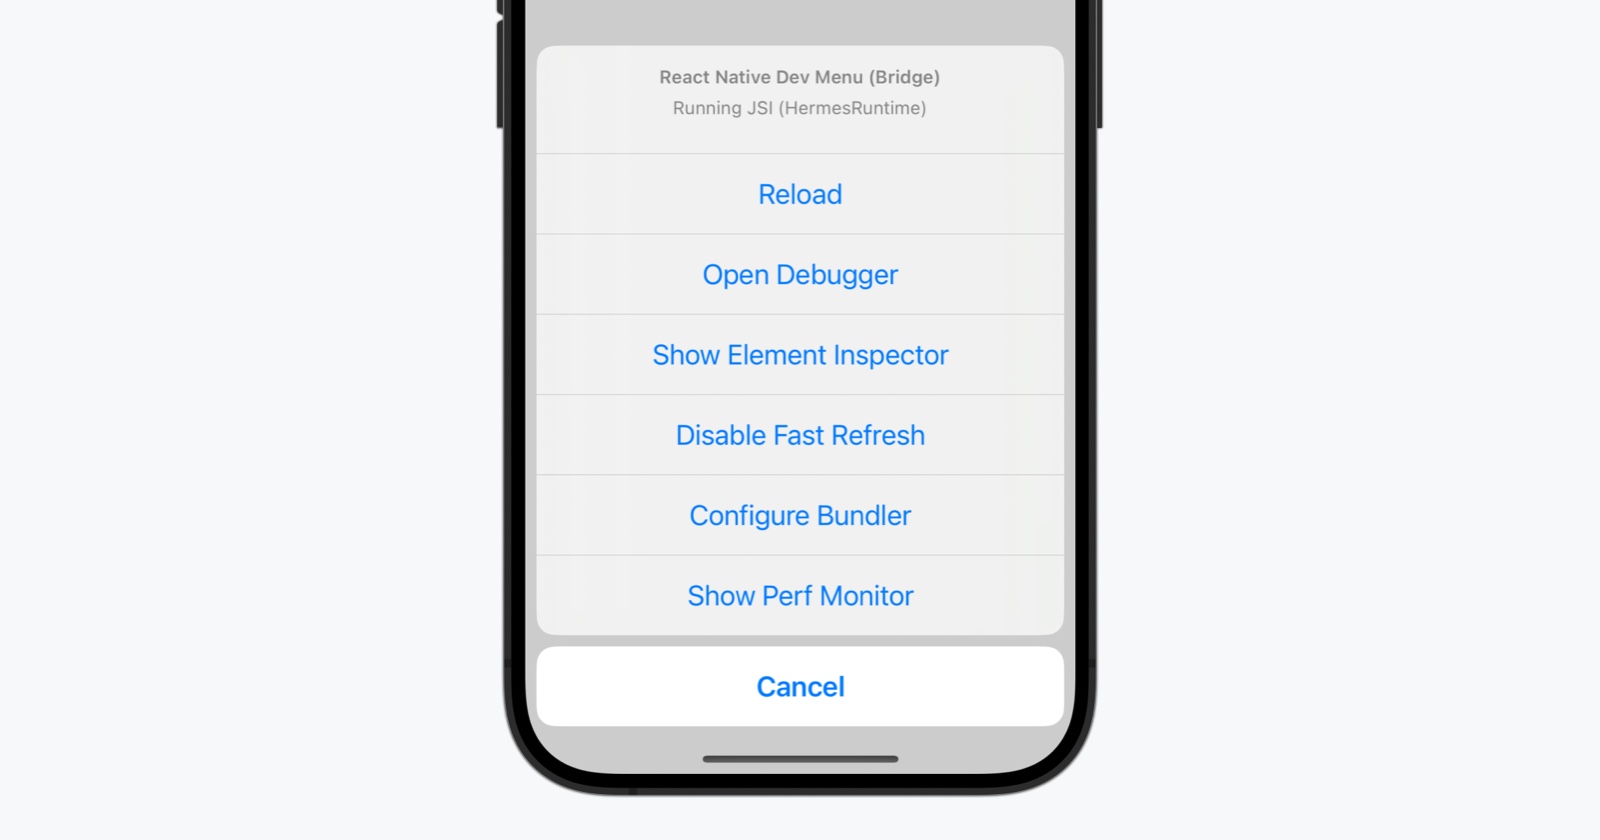 React Native Dev Menu (Bridge)
Running JSI (HermesRuntime)
Reload
Open Debugger
Show Element Inspector
Disable Fast Refresh
Configure Bundler
Show Perf Monitor
Cancel